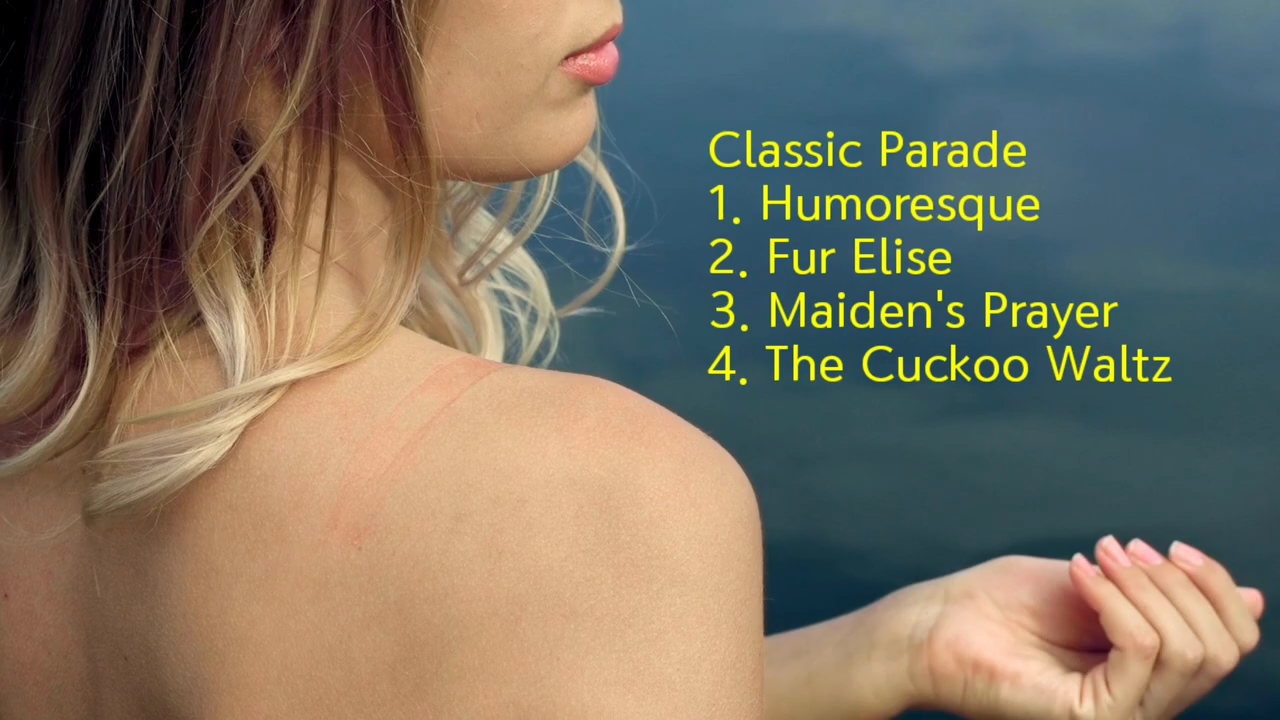 Classic Parade
1. Humoresque
2. Fur Elise
3. Maiden's Prayer
4. The Cuckoo Waltz